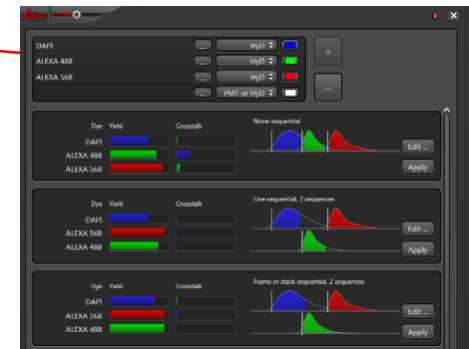 Leica
DAPI ... HyD
ALEXA 488 ... HyD
+
ALEXA 568 ... HyD
... PMT or HyD
-
Dye Yield Crosstalk None sequential
DAPI
ALEXA 488
ALEXA 568
Edit ...
Apply
Dye Yield Crosstalk Line sequential, 2 sequences
DAPI
ALEXA 568
ALEXA 488
Edit ...
Apply
Dye Yield Crosstalk Frame or stack sequential, 2 sequences
DAPI
ALEXA 568
ALEXA 488
Edit ...
Apply